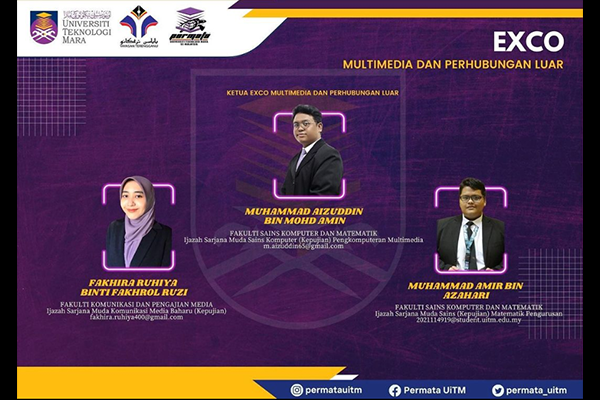 UNIVERSITI
TEKNOLOGI
MARA
EXCO
MULTIMEDIA DAN PERHUBUNGAN LUAR
KETUA EXCO MULTIMEDIA DAN PERHUBUNGAN LUAR
MUHAMMAD AIZUDDIN
BIN MOHD AMIN
FAKULTI SAINS KOMPUTER DAN MATEMATIK
Ijazah Sarjana Muda Sains Komputer (Kepujian) Pengkomputeran Multimedia
m.aizuddin65@gmail.com
FAKHIRA RUHIYA
BINTI FAKHROL RUZI
FAKULTI KOMUNIKASI DAN PENGAJIAN MEDIA
Ijazah Sarjana Muda Komunikasi Media Baharu (Kepujian)
fakhira.ruhiya400@gmail.com
MUHAMMAD AMIR BIN
AZAHARI
FAKULTI SAINS KOMPUTER DAN MATEMATIK
Ijazah Sarjana Muda Sains (Kepujian) Matematik Pengurusan
2021114919@student.uitm.edu.my
permatauitm
Permata UiTM
permata_uitm